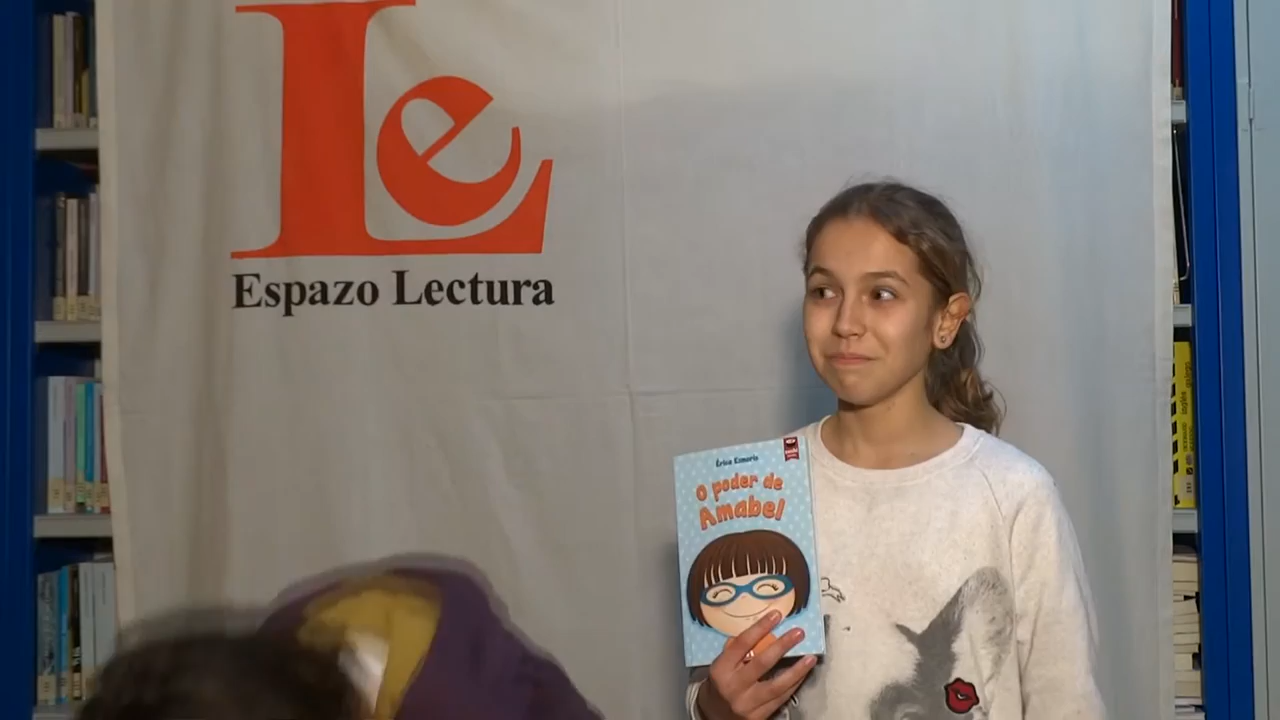 Le
Espazo Lectura
Érica Esmorís
O poder de
Amabel